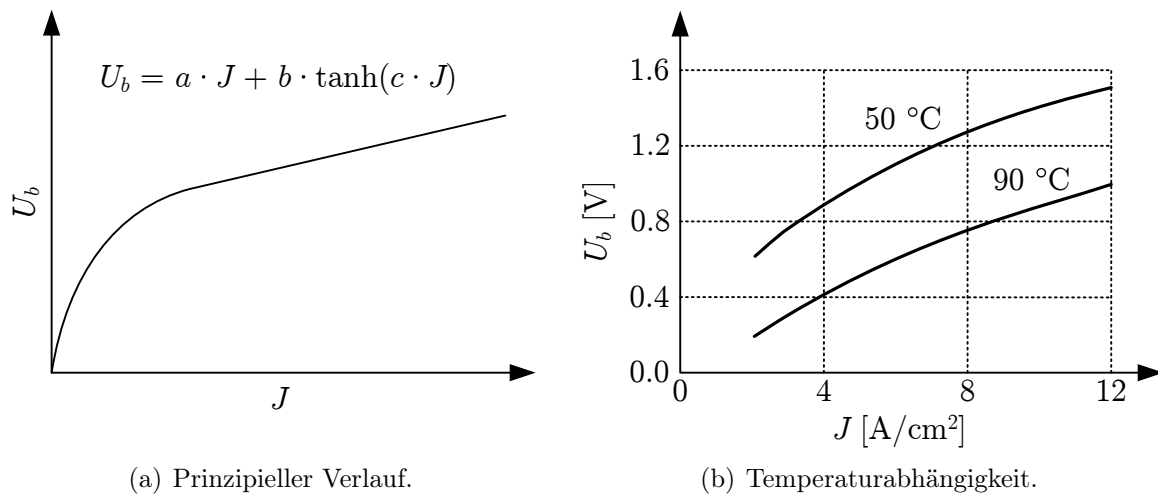 U_b = a · J + b · tanh(c · J)
U_b
J
(a) Prinzipieller Verlauf.
1.6
1.2
0.8
0.4
0.0
U_b [V]
50 °C
90 °C
0
4
8
12
J [A/cm²]
(b) Temperaturabhängigkeit.